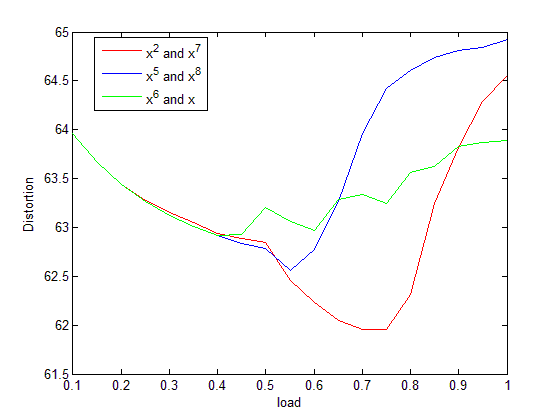 65
64.5
64
63.5
63
62.5
62
61.5
Distortion
x² and x⁷
x⁵ and x⁸
x⁶ and x
0.1 0.2 0.3 0.4 0.5 0.6 0.7 0.8 0.9 1
load